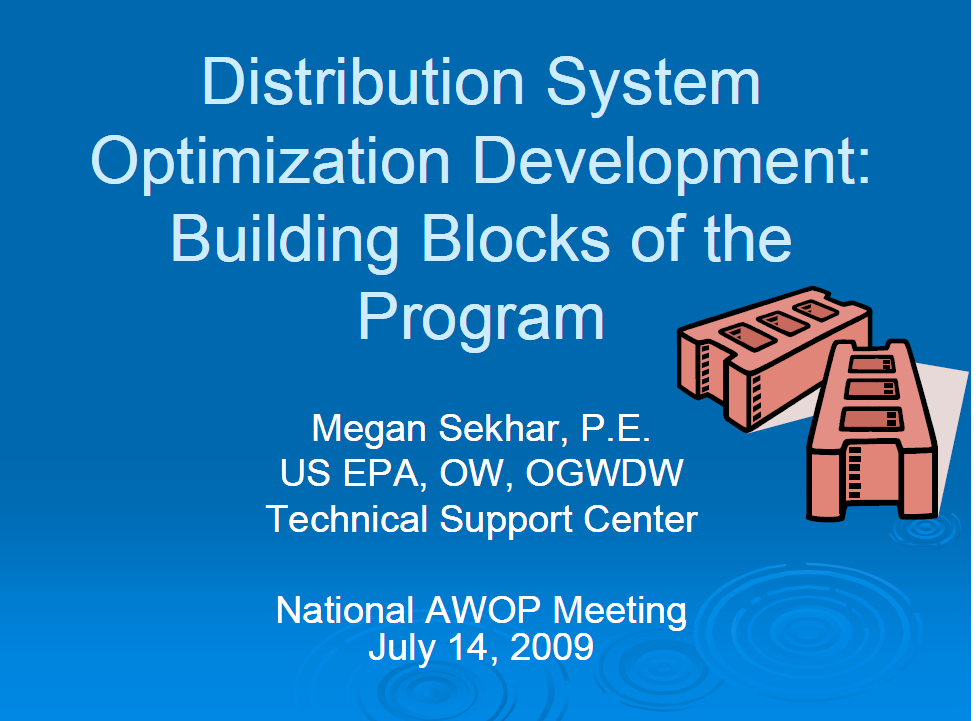 Distribution System
Optimization Development:
Building Blocks of the
Program
Megan Sekhar, P.E.
US EPA, OW, OGWDW
Technical Support Center
National AWOP Meeting
July 14, 2009